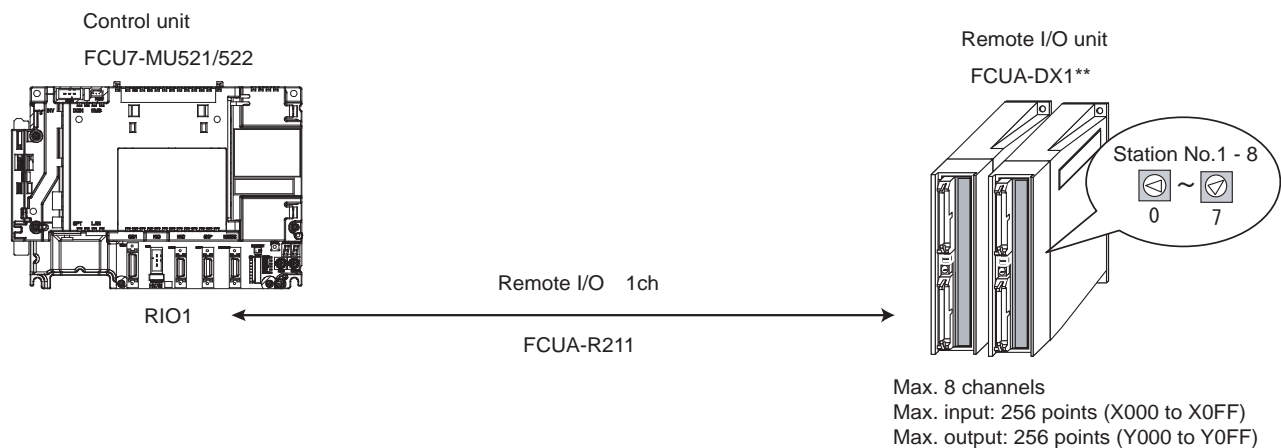 Control unit
FCU7-MU521/522
Remote I/O unit
FCUA-DX1**
Station No.1 - 8
~
0 7
Remote I/O 1ch
RIO1
FCUA-R211
Max. 8 channels
Max. input: 256 points (X000 to X0FF)
Max. output: 256 points (Y000 to Y0FF)